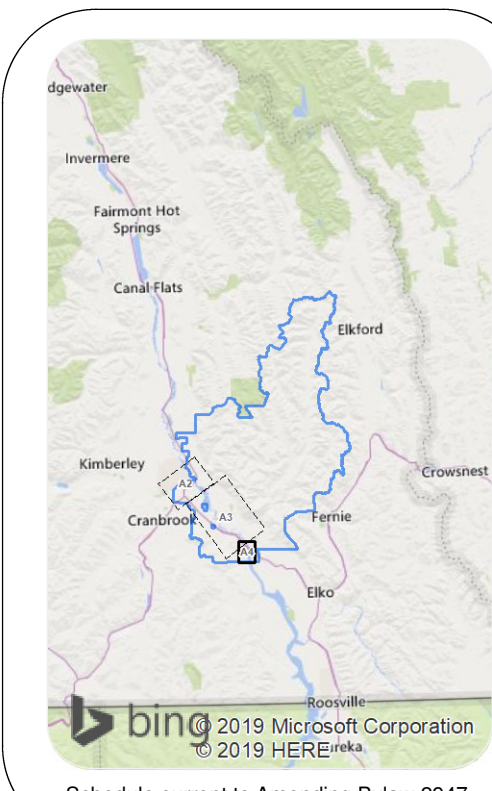 dgewater
Invermere
Fairmont Hot
Springs
Canal Flats
Elkford
Kimberley
A2
Crowsnest
Cranbrook
A3
Fernie
A4
Elko
Roosville
bing
© 2019 Microsoft Corporation
© 2019 HERE
ureka